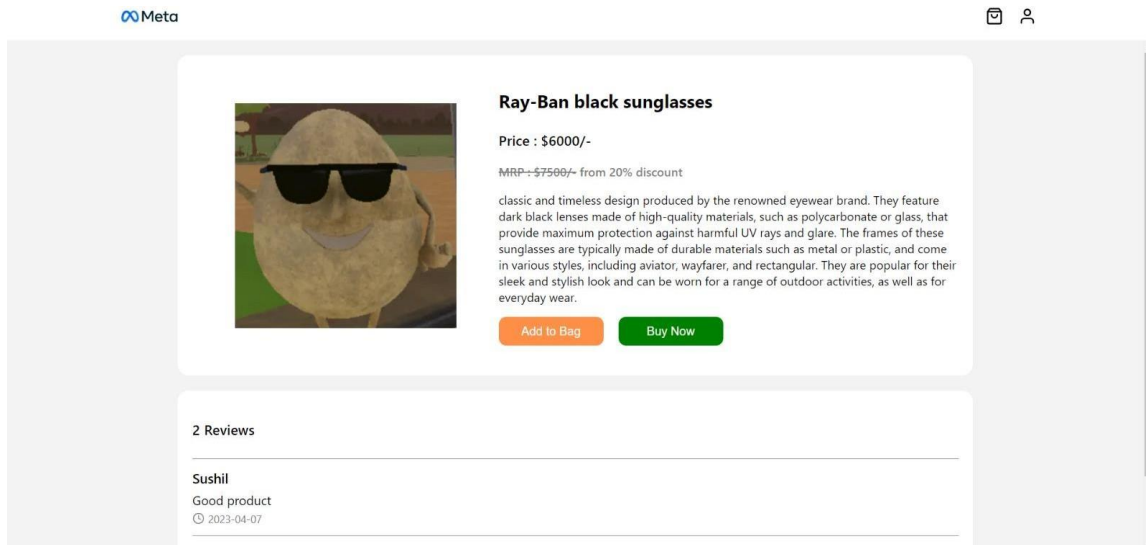 Meta
Ray-Ban black sunglasses
Price : $6000/-
MRP : $7500/- from 20% discount
classic and timeless design produced by the renowned eyewear brand. They feature
dark black lenses made of high-quality materials, such as polycarbonate or glass, that
provide maximum protection against harmful UV rays and glare. The frames of these
sunglasses are typically made of durable materials such as metal or plastic, and come
in various styles, including aviator, wayfarer, and rectangular. They are popular for their
sleek and stylish look and can be worn for a range of outdoor activities, as well as for
everyday wear.
Add to Bag Buy Now
2 Reviews
Sushil
Good product
2023-04-07